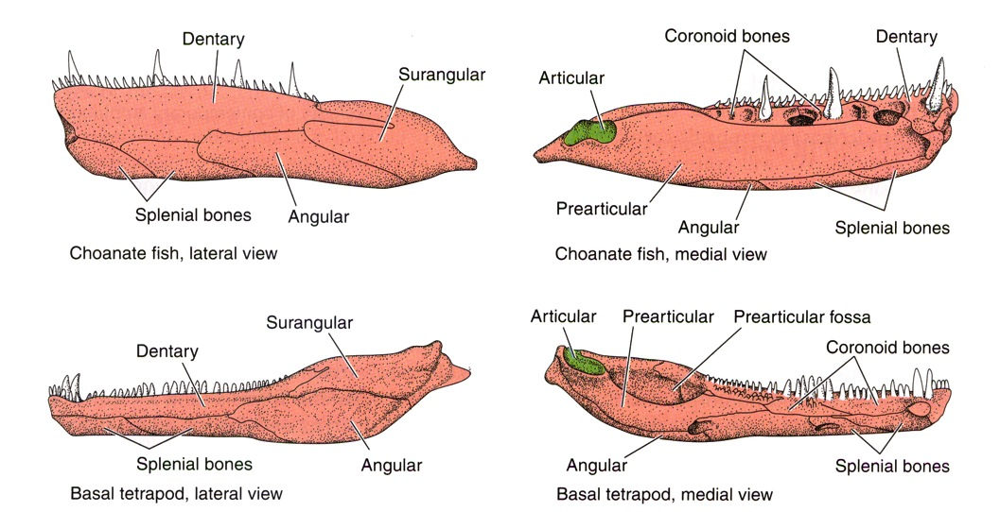 Dentary
Surangular
Splenial bones
Angular
Choanate fish, lateral view
Coronoid bones
Dentary
Articular
Prearticular
Angular
Splenial bones
Choanate fish, medial view
Surangular
Dentary
Splenial bones
Angular
Basal tetrapod, lateral view
Articular
Prearticular
Prearticular fossa
Coronoid bones
Angular
Splenial bones
Basal tetrapod, medial view